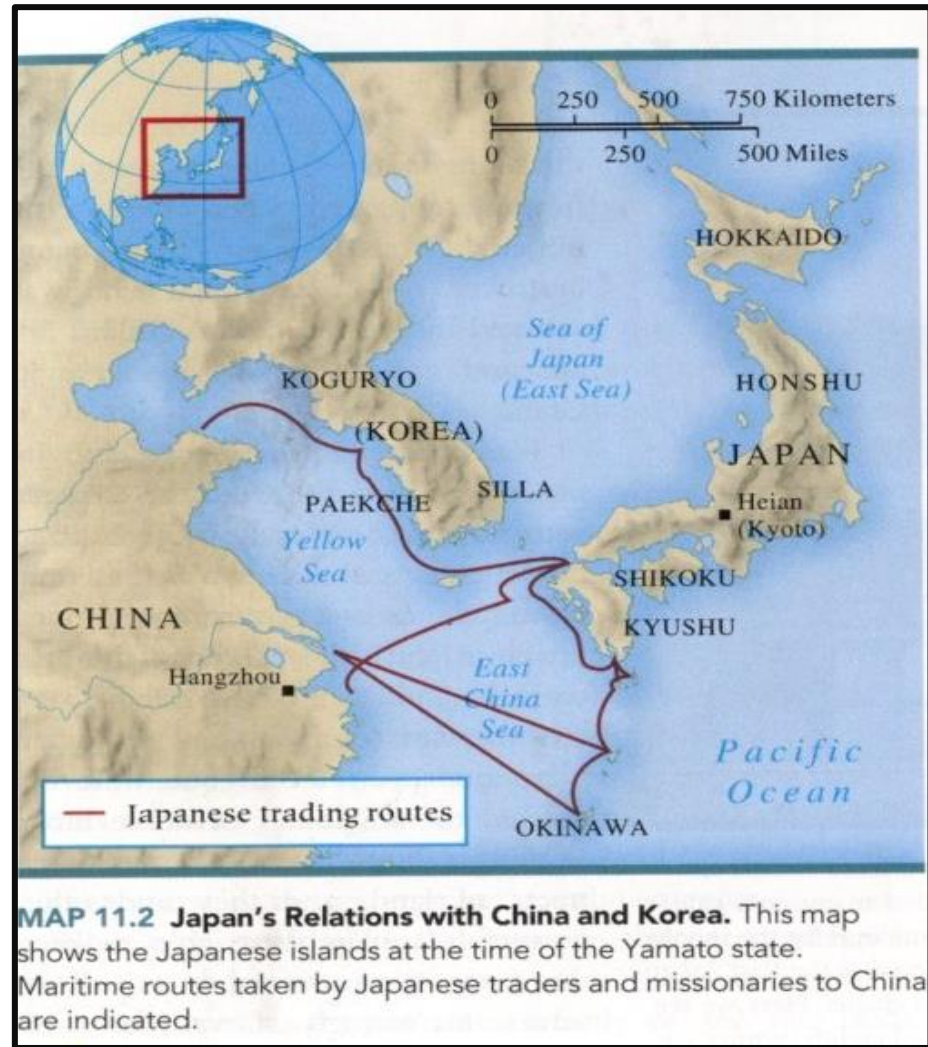 0 250 500 750 Kilometers
0 250 500 Miles
HOKKAIDO
Sea of
Japan
(East Sea)
KOGURYO
HONSHU
(KOREA)
JAPAN
SILLA
PAEKCHE
Heian
(Kyoto)
Yellow
Sea
SHIKOKU
CHINA
KYUSHU
Hangzhou
East
China
Sea
Pacific
Ocean
Japanese trading routes
OKINAWA
MAP 11.2 Japan's Relations with China and Korea. This map
shows the Japanese islands at the time of the Yamato state.
Maritime routes taken by Japanese traders and missionaries to China
are indicated.